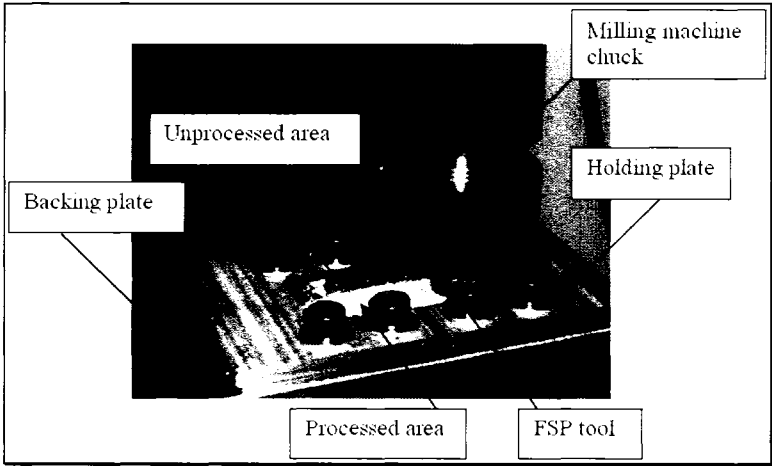 Milling machine
chuck
Unprocessed area
Holding plate
Backing plate
Processed area
FSP tool